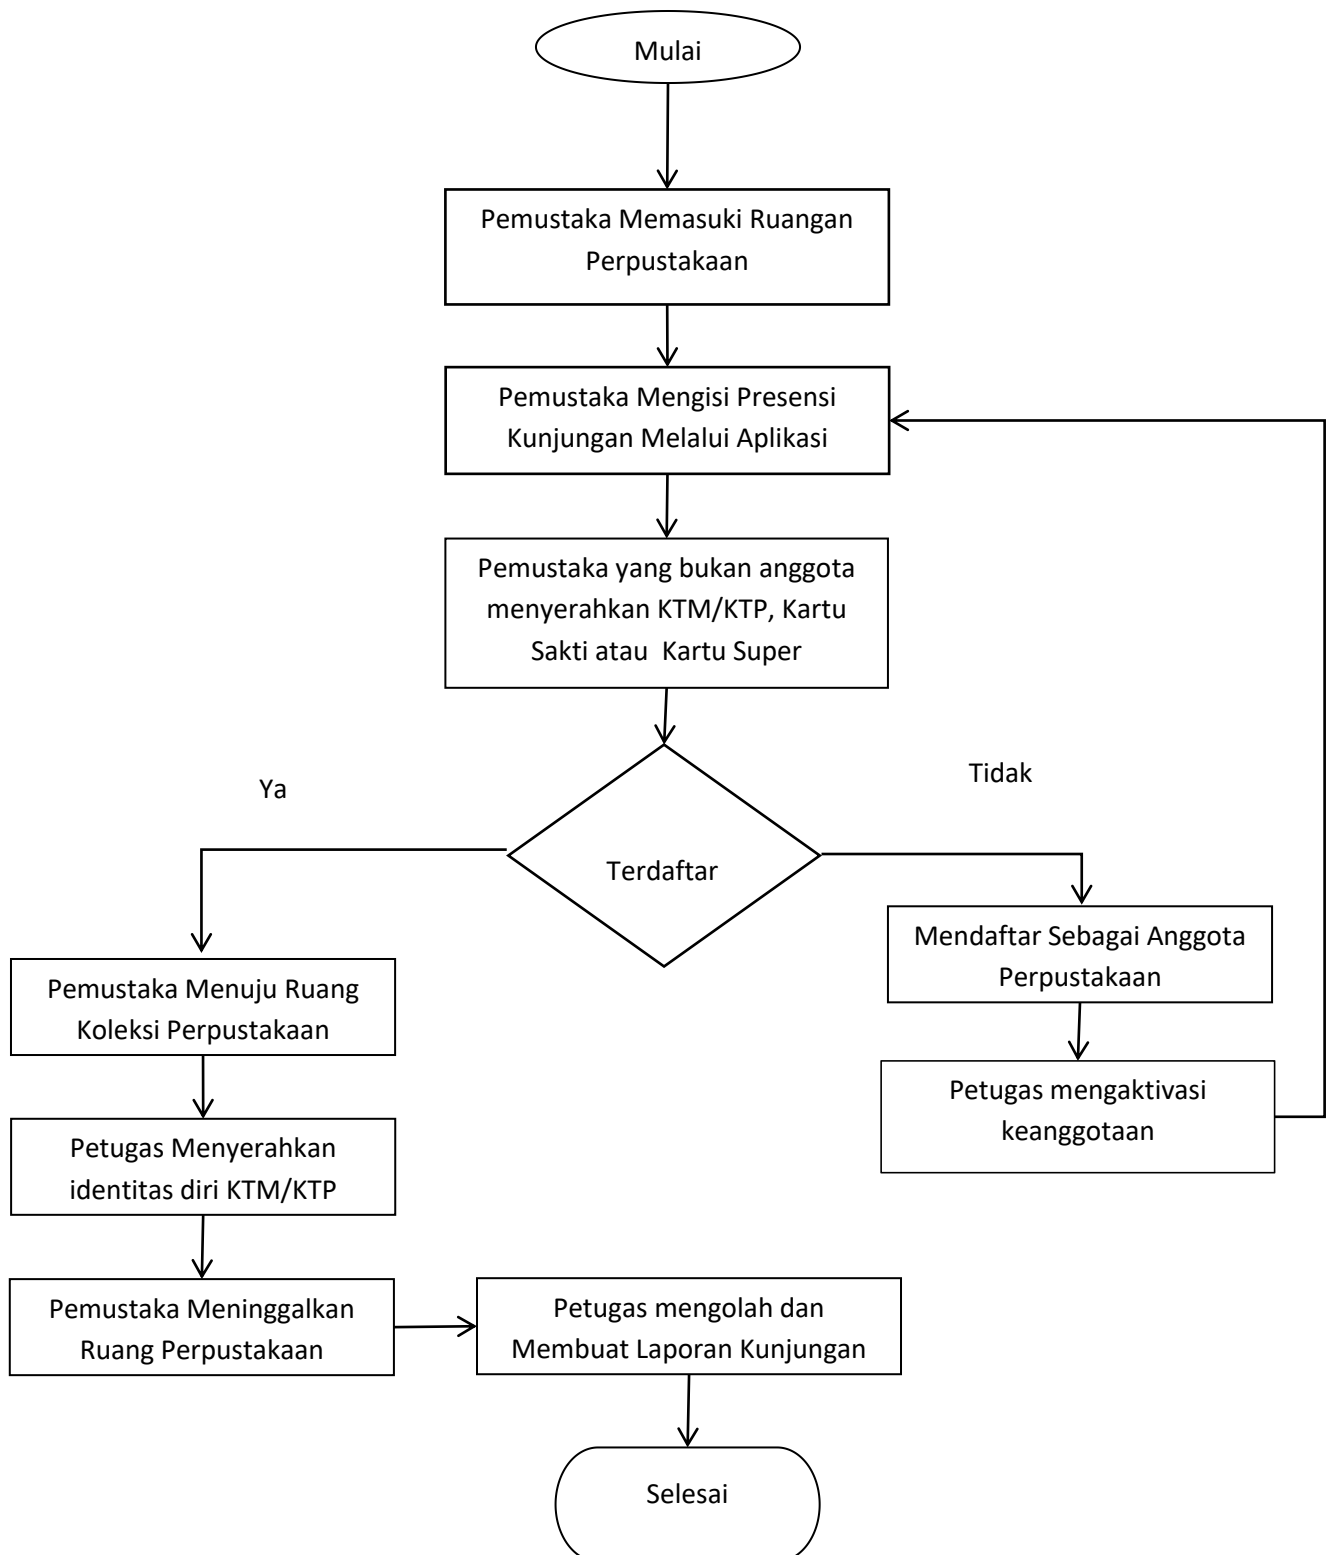 Mulai
Pemustaka Memasuki Ruangan
Perpustakaan
Pemustaka Mengisi Presensi
Kunjungan Melalui Aplikasi
Pemustaka yang bukan anggota
menyerahkan KTM/KTP, Kartu
Sakti atau  Kartu Super
Ya
Tidak
Terdaftar
Pemustaka Menuju Ruang
Koleksi Perpustakaan
Petugas Menyerahkan
identitas diri KTM/KTP
Pemustaka Meninggalkan
Ruang Perpustakaan
Mendaftar Sebagai Anggota
Perpustakaan
Petugas mengaktivasi
keanggotaan
Petugas mengolah dan
Membuat Laporan Kunjungan
Selesai